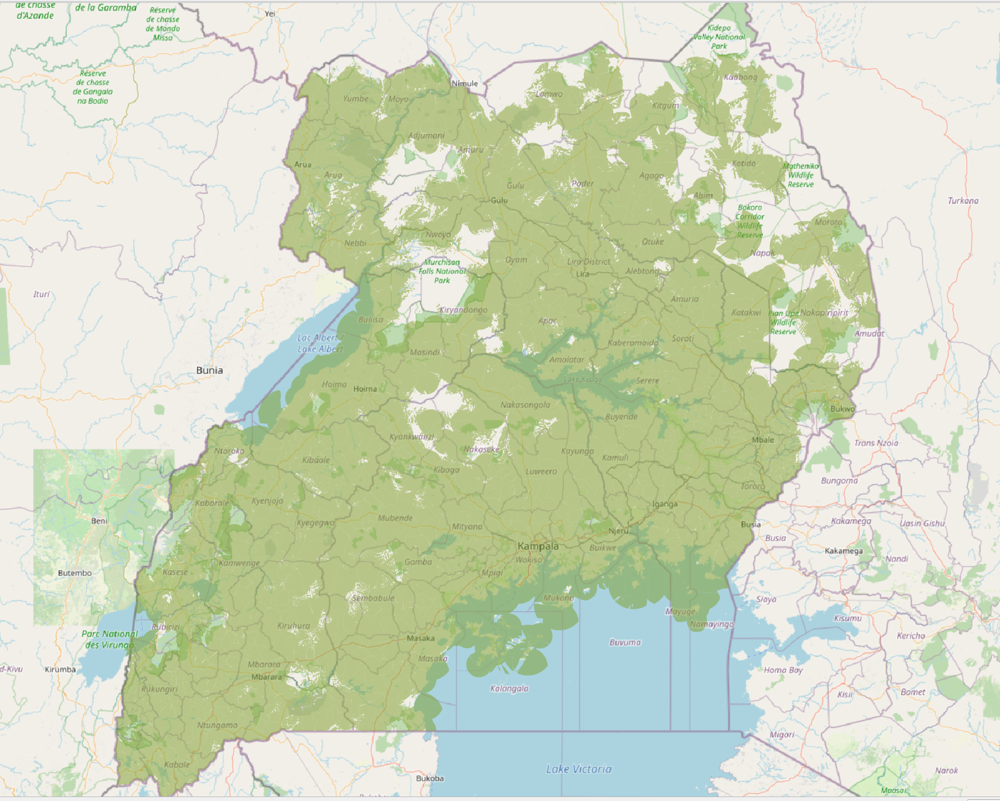 de chasse
d'Azande
de la Garamba
Réserve
de chasse
de Mondo
Missa
Yei
Kidepo
Valley National
Park
Réserve
de chasse
de Gangala
na Bodio
Nimule
Kaabong
Lamwo
Yumbe
Moyo
Kitgum
Adjumani
Amuru
Arua
Arua
Kotido
Matheniko
Wildlife
Reserve
Agago
Pader
Gulu
Gulu
Abim
Turkana
Bokoro
Corridor
Wildlife
Reserve
Moroto
Nwoya
Nebbi
Otuke
Napak
Oyam
Lira District
Lira
Alebtong
Murchison
Falls National
Park
Ituri
Amuria
Kiryandongo
Katakwi
Pian Upe
Wildlife
Reserve
Nakapiripirit
Buliisa
Apac
Amudat
Lac Albert /
Lake Albert
Kaberamaido
Soroti
Masindi
Amolatar
Bunia
Hoima
Hoima
Lake Kyoga
Serere
Nakasongola
Bukwo
Buyende
Kyankwanzi
Mbale
Nakaseke
Trans Nzoia
Ntoroko
Kayunga
Kamuli
Kibaale
Kiboga
Luweero
Bungoma
Tororo
Kabarole
Kyenjojo
Iganga
Mubende
Beni
Kyegegwa
Mityana
Njeru
Busia
Kakamega
Uasin Gishu
Busia
Kampala
Buikwe
Kakamega
Wakiso
Kamwenge
Gomba
Nandi
Butembo
Kasese
Mpigi
Sembabule
Mukono
Siaya
Mayuge
Namayingo
Kisumu
Rubirizi
Kiruhura
Parc National
des Virunga
Masaka
Buvuma
Kericho
Masaka
Mbarara
d-Kivu
Kirumba
Mbarara
Homa Bay
Rukungiri
Kalangala
Kisii
Bomet
Ntungamo
Migori
Kabale
Lake Victoria
Narok
Bukoba
Maasai